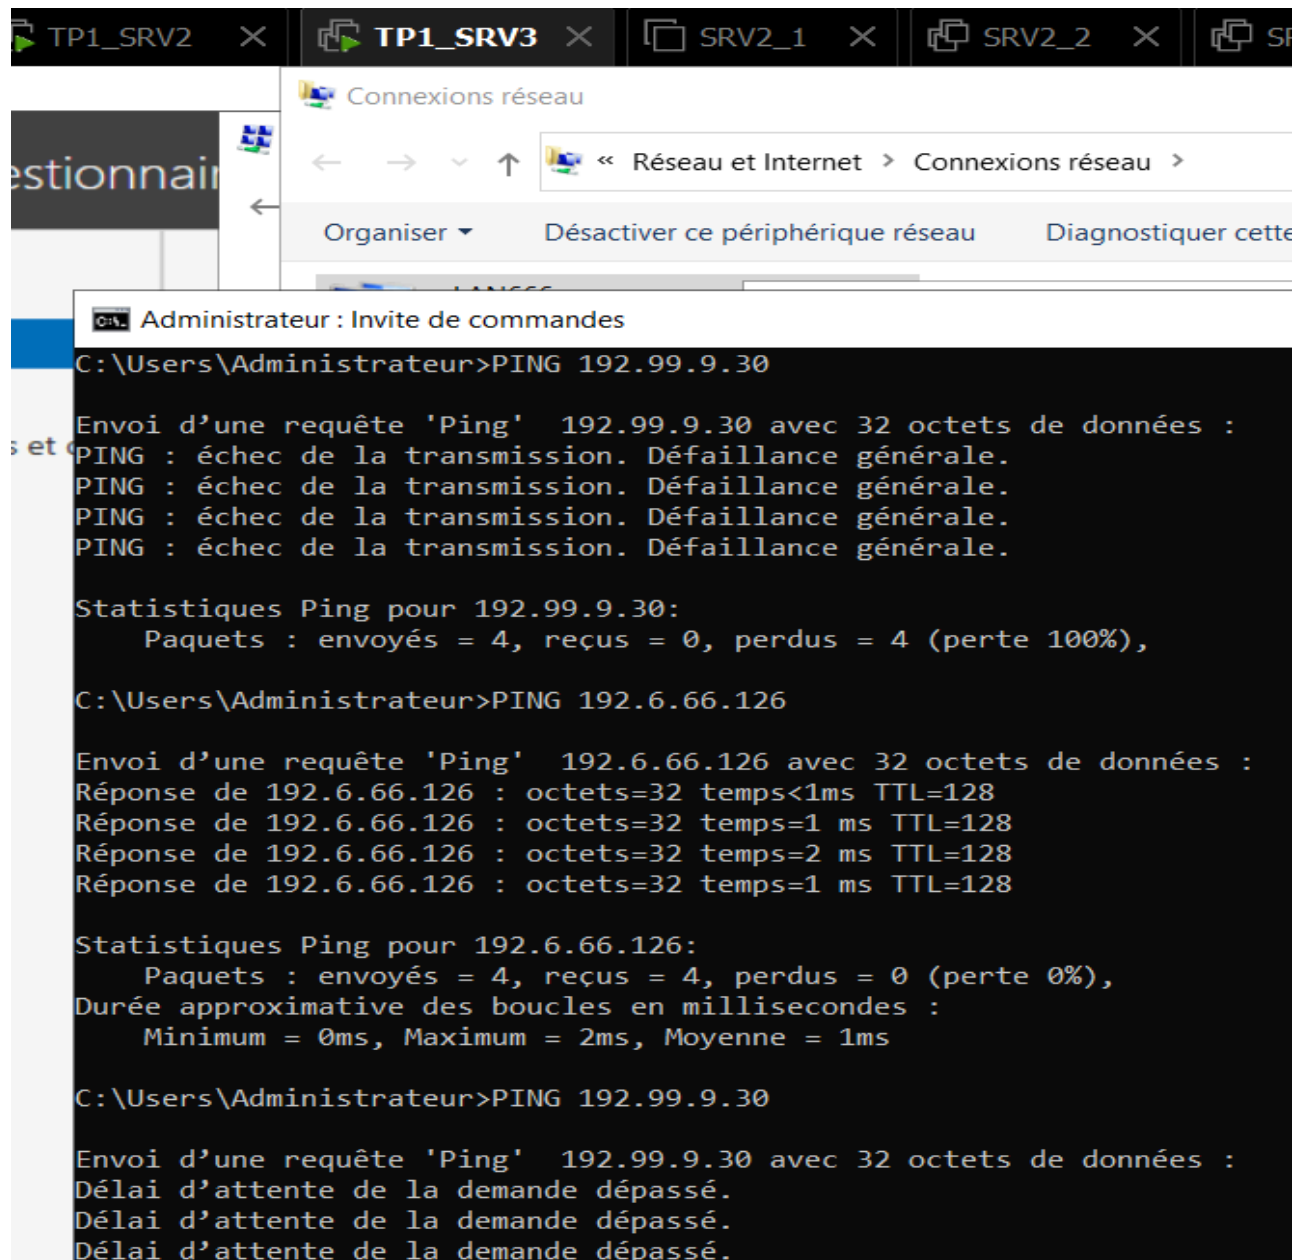 TP1_SRV2 TP1_SRV3 SRV2_1 SRV2_2
Connexions réseau
« Réseau et Internet > Connexions réseau >
Organiser Désactiver ce périphérique réseau Diagnostiquer cette
Administrateur : Invite de commandes
C:\Users\Administrateur>PING 192.99.9.30
Envoi d’une requête 'Ping'  192.99.9.30 avec 32 octets de données :
s et
PING : échec de la transmission. Défaillance générale.
PING : échec de la transmission. Défaillance générale.
PING : échec de la transmission. Défaillance générale.
PING : échec de la transmission. Défaillance générale.
Statistiques Ping pour 192.99.9.30:
    Paquets : envoyés = 4, reçus = 0, perdus = 4 (perte 100%),
C:\Users\Administrateur>PING 192.6.66.126
Envoi d’une requête 'Ping'  192.6.66.126 avec 32 octets de données :
Réponse de 192.6.66.126 : octets=32 temps<1ms TTL=128
Réponse de 192.6.66.126 : octets=32 temps=1 ms TTL=128
Réponse de 192.6.66.126 : octets=32 temps=2 ms TTL=128
Réponse de 192.6.66.126 : octets=32 temps=1 ms TTL=128
Statistiques Ping pour 192.6.66.126:
    Paquets : envoyés = 4, reçus = 4, perdus = 0 (perte 0%),
Durée approximative des boucles en millisecondes :
    Minimum = 0ms, Maximum = 2ms, Moyenne = 1ms
C:\Users\Administrateur>PING 192.99.9.30
Envoi d’une requête 'Ping'  192.99.9.30 avec 32 octets de données :
Délai d’attente de la demande dépassé.
Délai d’attente de la demande dépassé.
Délai d’attente de la demande dépassé.